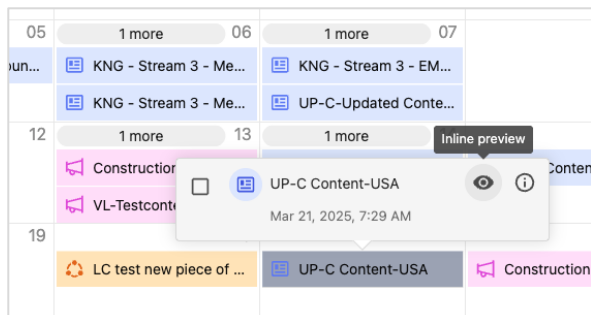 05
1 more
06
1 more
07
oun...
KNG - Stream 3 - Me...
KNG - Stream 3 - EM...
KNG - Stream 3 - Me...
UP-C-Updated Conte...
12
1 more
13
1 more
Inline preview
Construction
Conten
VL-Testconte
UP-C Content-USA
Mar 21, 2025, 7:29 AM
19
LC test new piece of ...
UP-C Content-USA
Construction